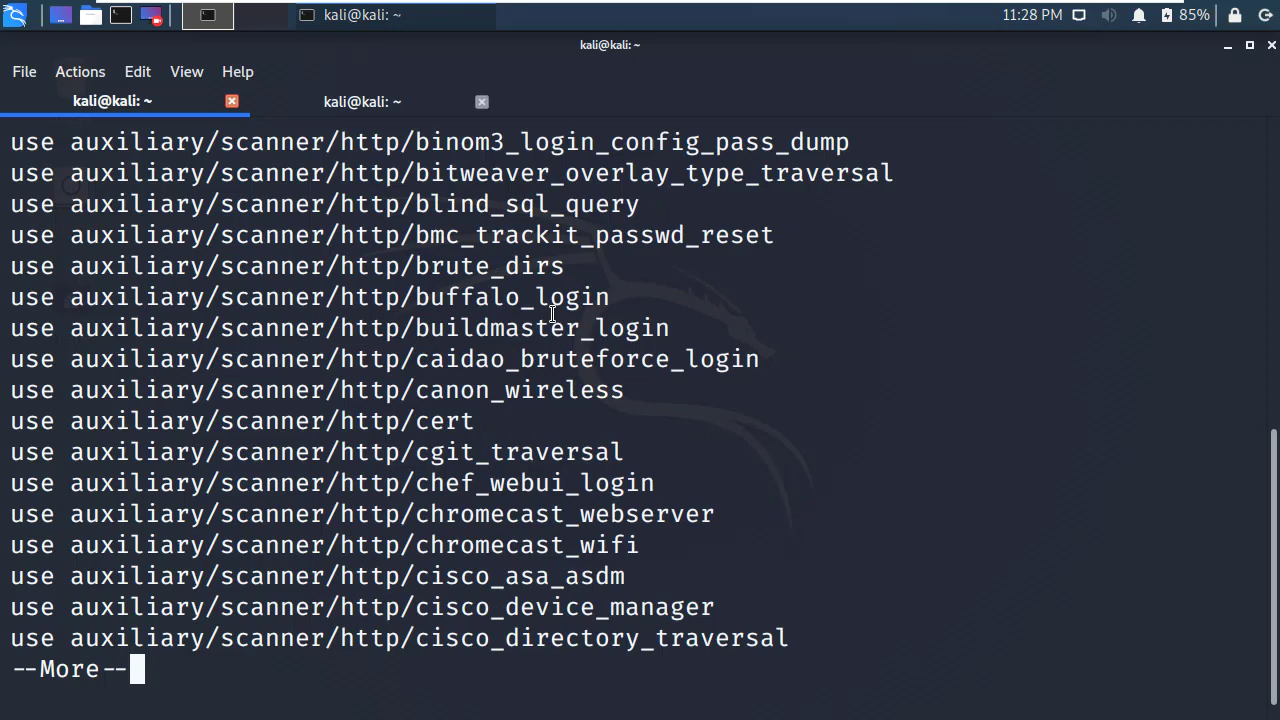 kali@kali: ~
11:28 PM
85%
kali@kali: ~
File Actions Edit View Help
kali@kali: ~
kali@kali: ~
use auxiliary/scanner/http/binom3_login_config_pass_dump
use auxiliary/scanner/http/bitweaver_overlay_type_traversal
use auxiliary/scanner/http/blind_sql_query
use auxiliary/scanner/http/bmc_trackit_passwd_reset
use auxiliary/scanner/http/brute_dirs
use auxiliary/scanner/http/buffalo_login
use auxiliary/scanner/http/buildmaster_login
use auxiliary/scanner/http/caidao_bruteforce_login
use auxiliary/scanner/http/canon_wireless
use auxiliary/scanner/http/cert
use auxiliary/scanner/http/cgit_traversal
use auxiliary/scanner/http/chef_webui_login
use auxiliary/scanner/http/chromecast_webserver
use auxiliary/scanner/http/chromecast_wifi
use auxiliary/scanner/http/cisco_asa_asdm
use auxiliary/scanner/http/cisco_device_manager
use auxiliary/scanner/http/cisco_directory_traversal
--More--